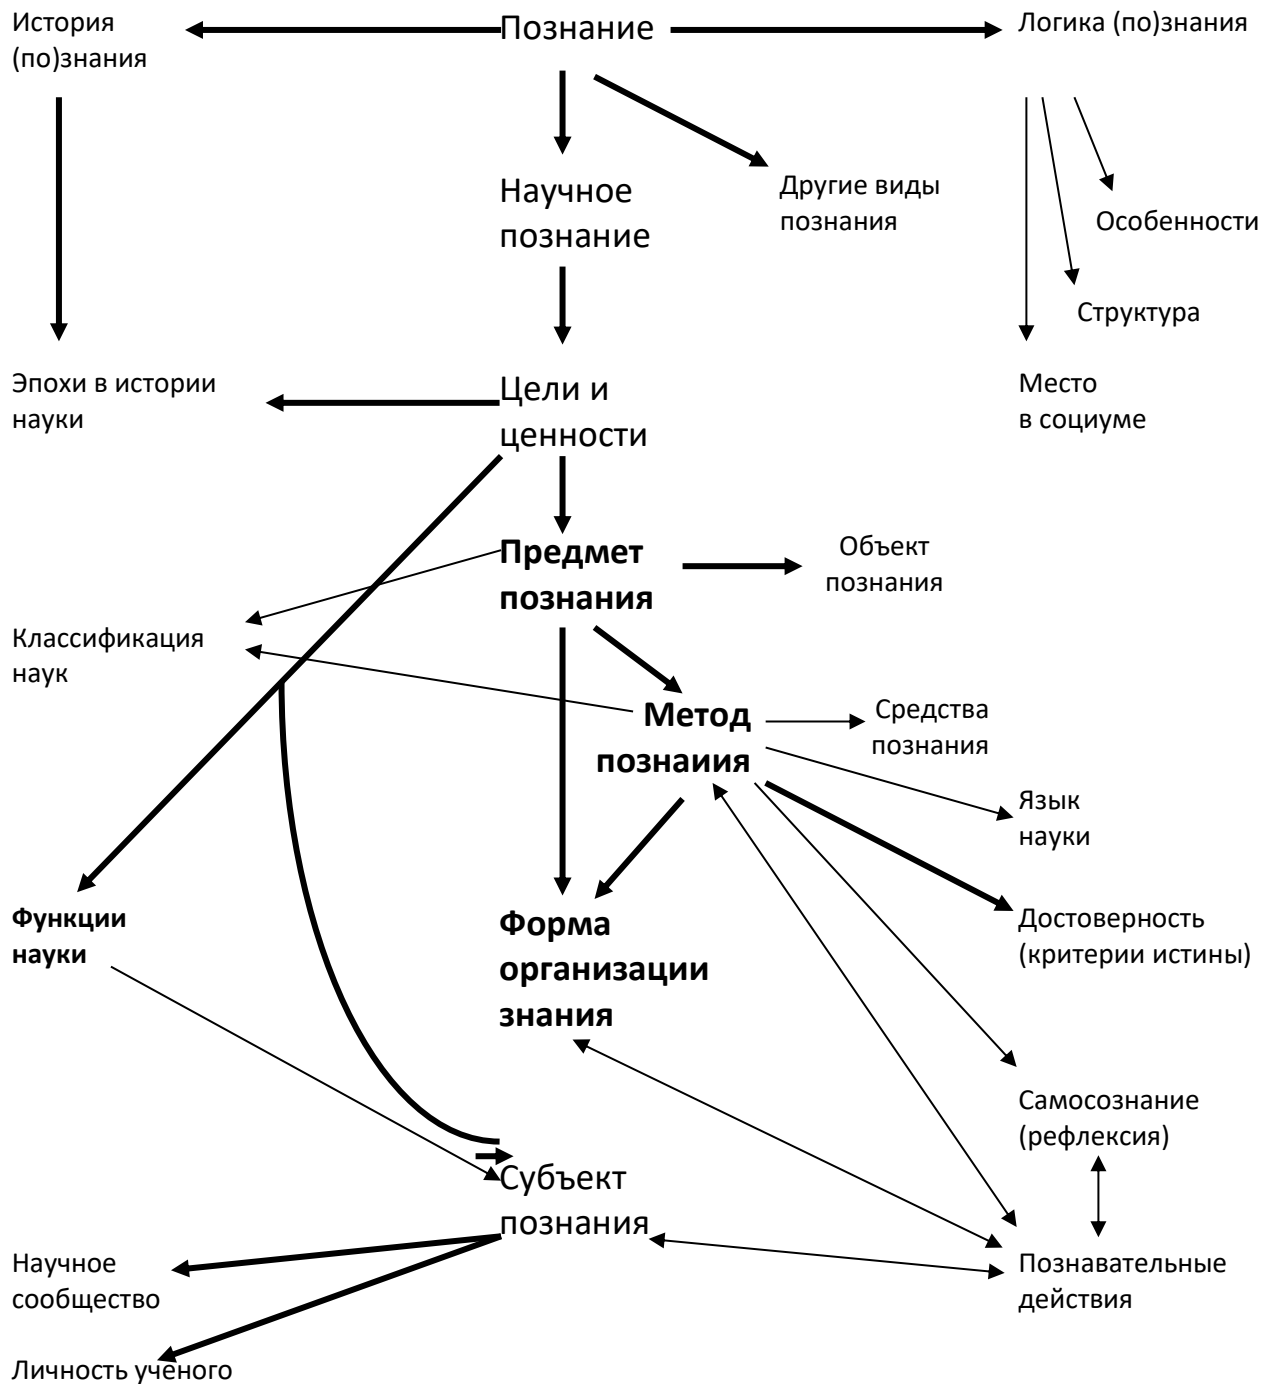 История
(по)знания
Познание
Логика (по)знания
Научное
познание
Другие виды
познания
Особенности
Структура
Эпохи в истории
науки
Цели и
ценности
Место
в социуме
Предмет
познания
Объект
познания
Классификация
наук
Метод
познаиия
Средства
познания
Язык
науки
Функции
науки
Форма
организации
знания
Достоверность
(критерии истины)
Самосознание
(рефлексия)
Субъект
познания
Научное
сообщество
Познавательные
действия
Личность ученого